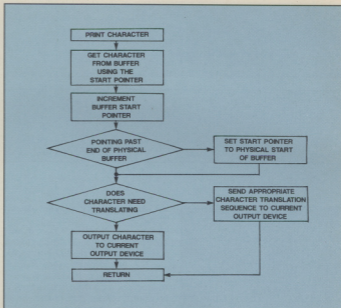 PRINT CHARACTER
GET CHARACTER
FROM BUFFER
USING THE
START POINTER
INCREMENT
BUFFER START
POINTER
POINTING PAST
END OF PHYSICAL
BUFFER
SET START POINTER
TO PHYSICAL START
OF BUFFER
DOES
CHARACTER NEED
TRANSLATING
SEND APPROPRIATE
CHARACTER TRANSLATION
SEQUENCE TO CURRENT
OUTPUT DEVICE
OUTPUT CHARACTER
TO CURRENT
OUTPUT DEVICE
RETURN